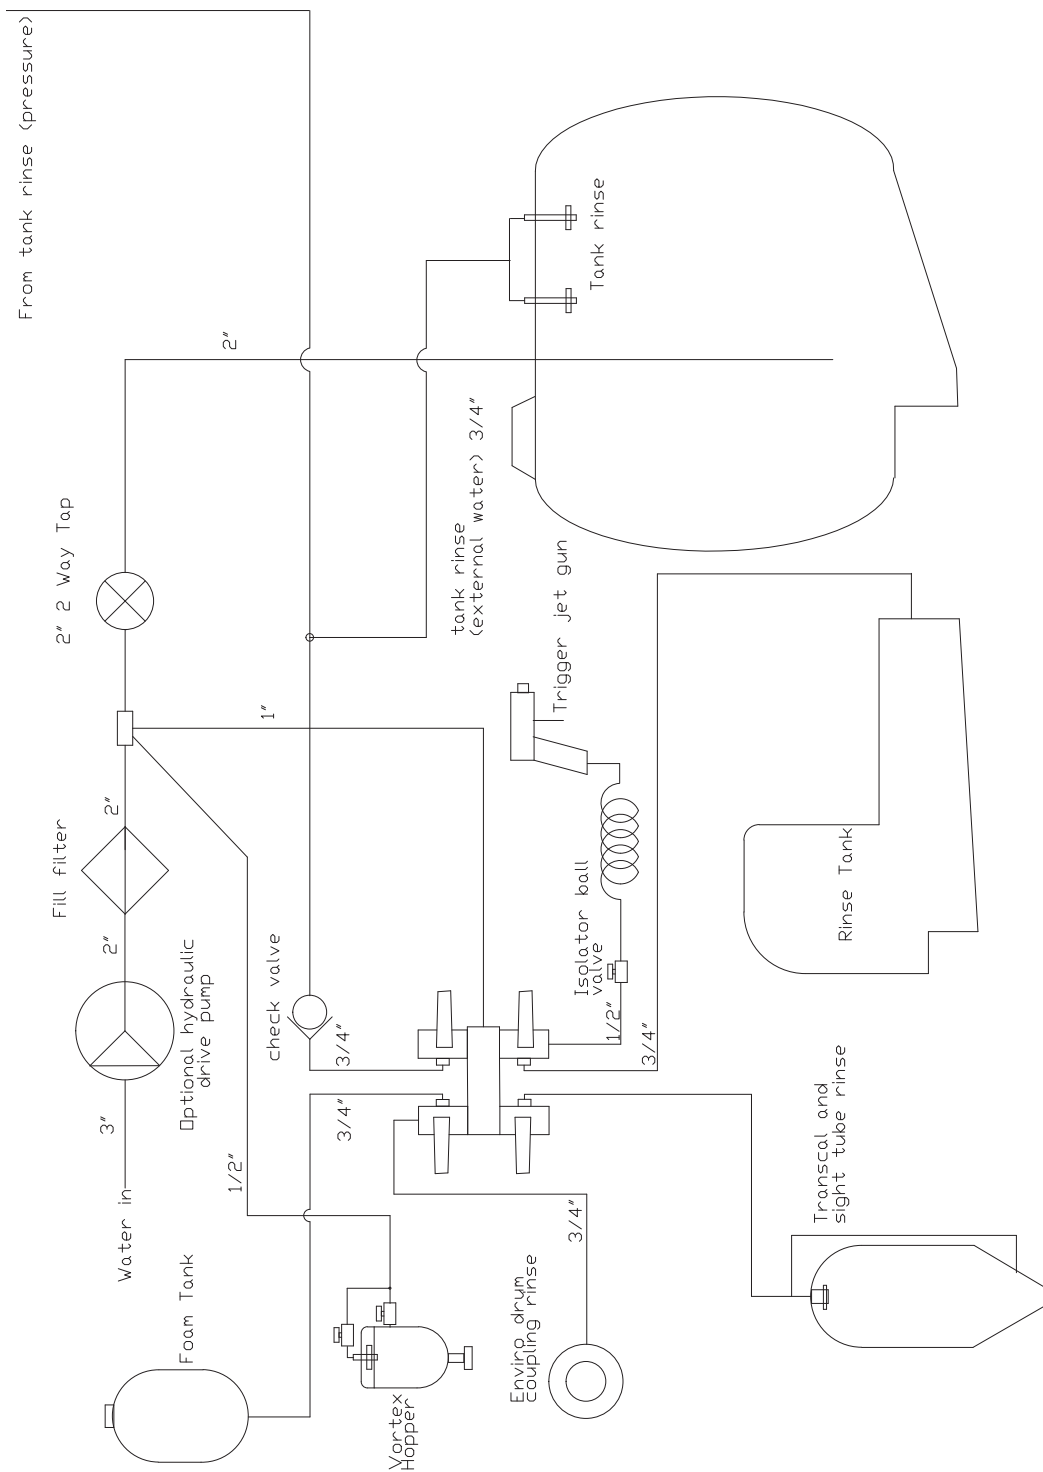 From tank rinse (pressure)
2"
Tank rinse
2" 2 Way Tap
tank rinse
(external water) 3/4"
Trigger jet gun
1"
2"
Fill filter
2"
Optional hydraulic
drive pump
check valve
Isolator ball
valve
Rinse Tank
3/4"
1/2"
3/4"
3"
3/4"
Water in
1/2"
Transcal and
sight tube rinse
3/4"
Foam Tank
Enviro drum
coupling rinse
Vortex
Hopper